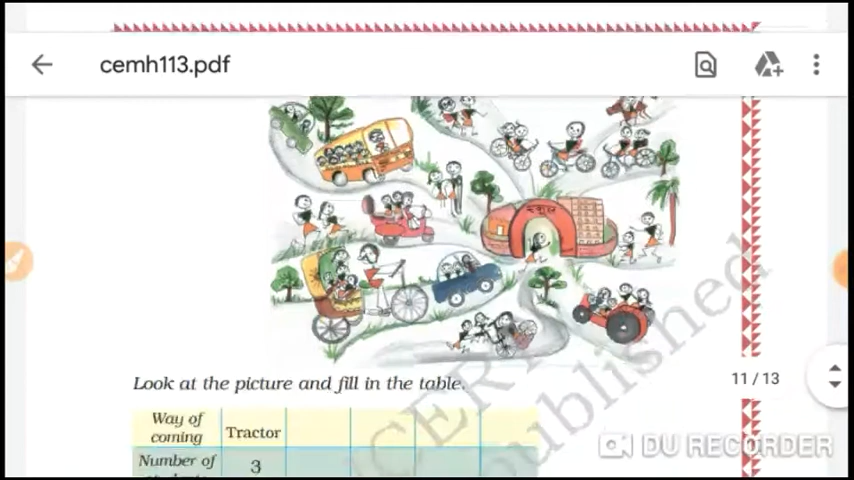 cemh113.pdf
स्कूल
Look at the picture and fill in the table.
11 / 13
Way of coming
Tractor
Number of
3
DU RECORDER